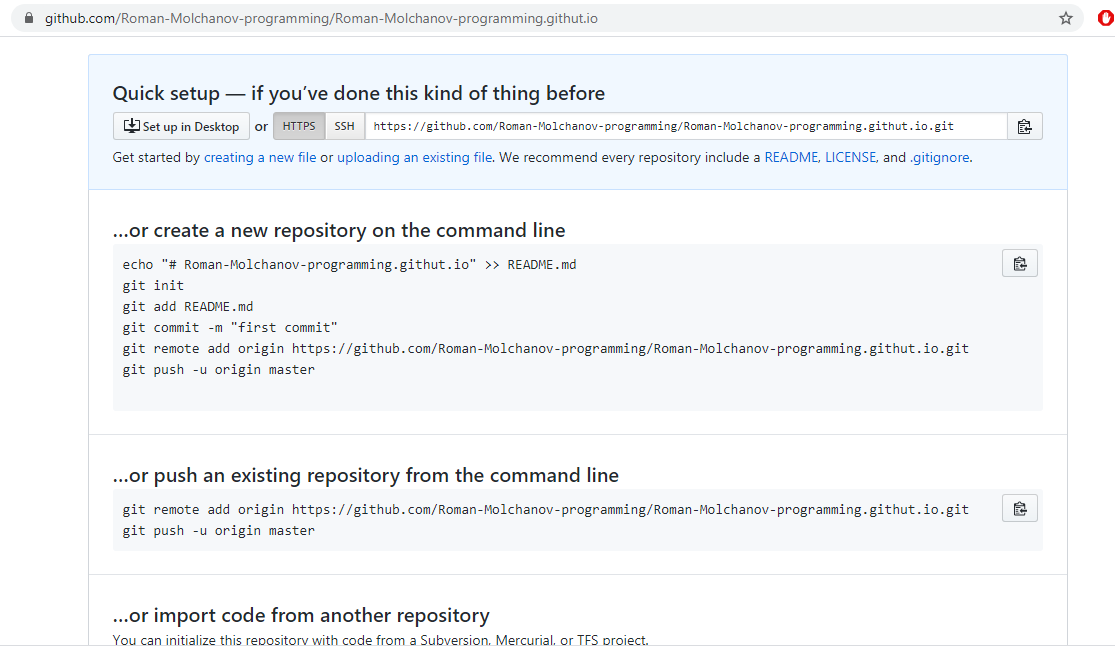 github.com/Roman-Molchanov-programming/Roman-Molchanov-programming.githut.io
Quick setup — if you've done this kind of thing before
Set up in Desktop or HTTPS SSH https://github.com/Roman-Molchanov-programming/Roman-Molchanov-programming.githut.io.git
Get started by creating a new file or uploading an existing file. We recommend every repository include a README, LICENSE, and .gitignore.
…or create a new repository on the command line
echo "# Roman-Molchanov-programming.githut.io" >> README.md
git init
git add README.md
git commit -m "first commit"
git remote add origin https://github.com/Roman-Molchanov-programming/Roman-Molchanov-programming.githut.io.git
git push -u origin master
…or push an existing repository from the command line
git remote add origin https://github.com/Roman-Molchanov-programming/Roman-Molchanov-programming.githut.io.git
git push -u origin master
…or import code from another repository
You can initialize this repository with code from a Subversion, Mercurial, or TFS project.